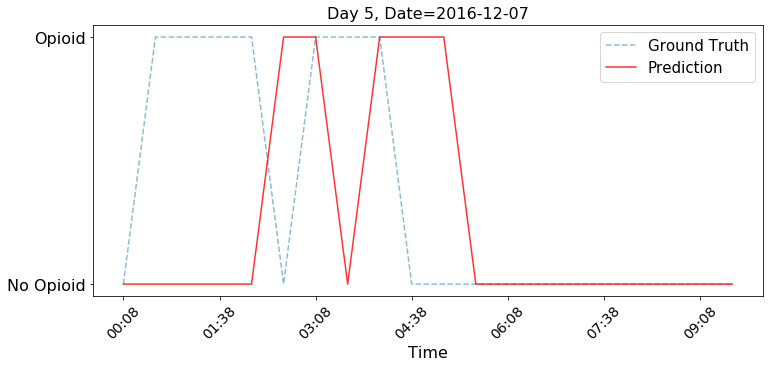 Day 5, Date=2016-12-07
Opioid
No Opioid
Ground Truth
Prediction
00:08
01:38
03:08
04:38
06:08
07:38
09:08
Time